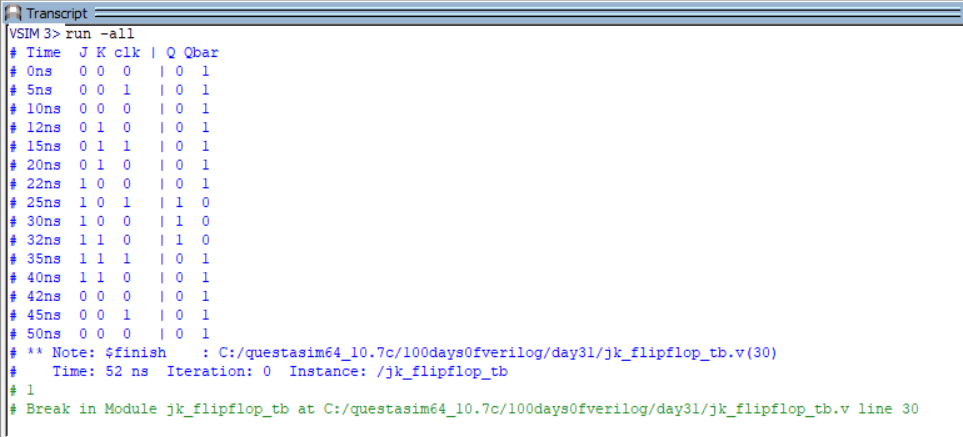 Transcript
VSIM 3> run -all
# Time  J K clk | Q Qbar
# 0ns   0 0  0   | 0  1
# 5ns   0 0  1   | 0  1
# 10ns  0 0  0   | 0  1
# 12ns  0 1  0   | 0  1
# 15ns  0 1  1   | 0  1
# 20ns  0 1  0   | 0  1
# 22ns  1 0  0   | 0  1
# 25ns  1 0  1   | 1  0
# 30ns  1 0  0   | 1  0
# 32ns  1 1  0   | 1  0
# 35ns  1 1  1   | 0  1
# 40ns  1 1  0   | 0  1
# 42ns  0 0  0   | 0  1
# 45ns  0 0  1   | 0  1
# 50ns  0 0  0   | 0  1
# ** Note: $finish    : C:/questasim64_10.7c/100days0fverilog/day31/jk_flipflop_tb.v(30)
#    Time: 52 ns  Iteration: 0  Instance: /jk_flipflop_tb
# 1
# Break in Module jk_flipflop_tb at C:/questasim64_10.7c/100days0fverilog/day31/jk_flipflop_tb.v line 30